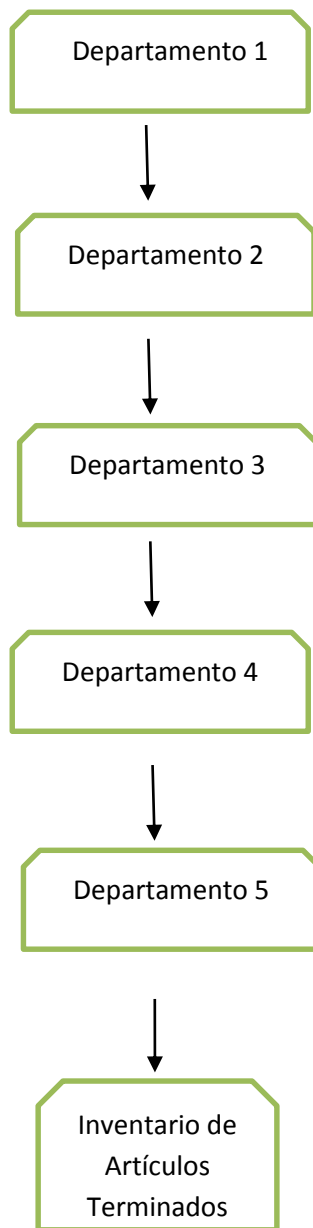 Departamento 1
Departamento 2
Departamento 3
Departamento 4
Departamento 5
Inventario de
Artículos
Terminados